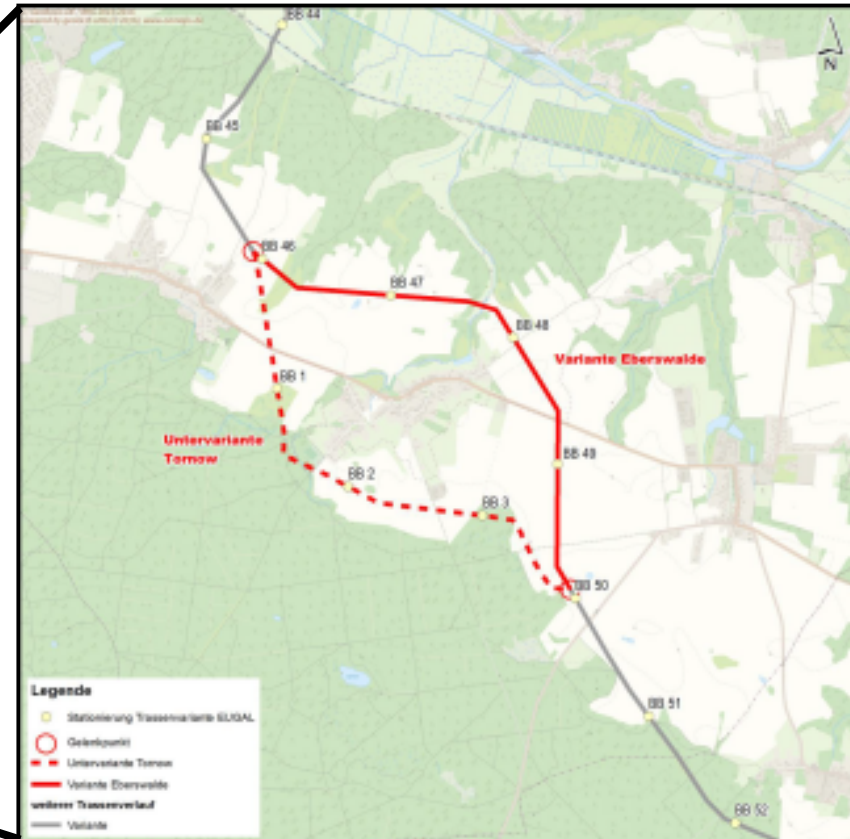 BB 44
N
BB 45
BB 46
BB 47
BB 48
Variante Eberswalde
BB 1
Untervariante
Tornow
BB 49
BB 2
BB 3
BB 50
BB 51
BB 52
Legende
Stationierung Trassenvariante EUGAL
Gelenkpunkt
Untervariante Tornow
Variante Eberswalde
weiterer Trassenverlauf
Variante